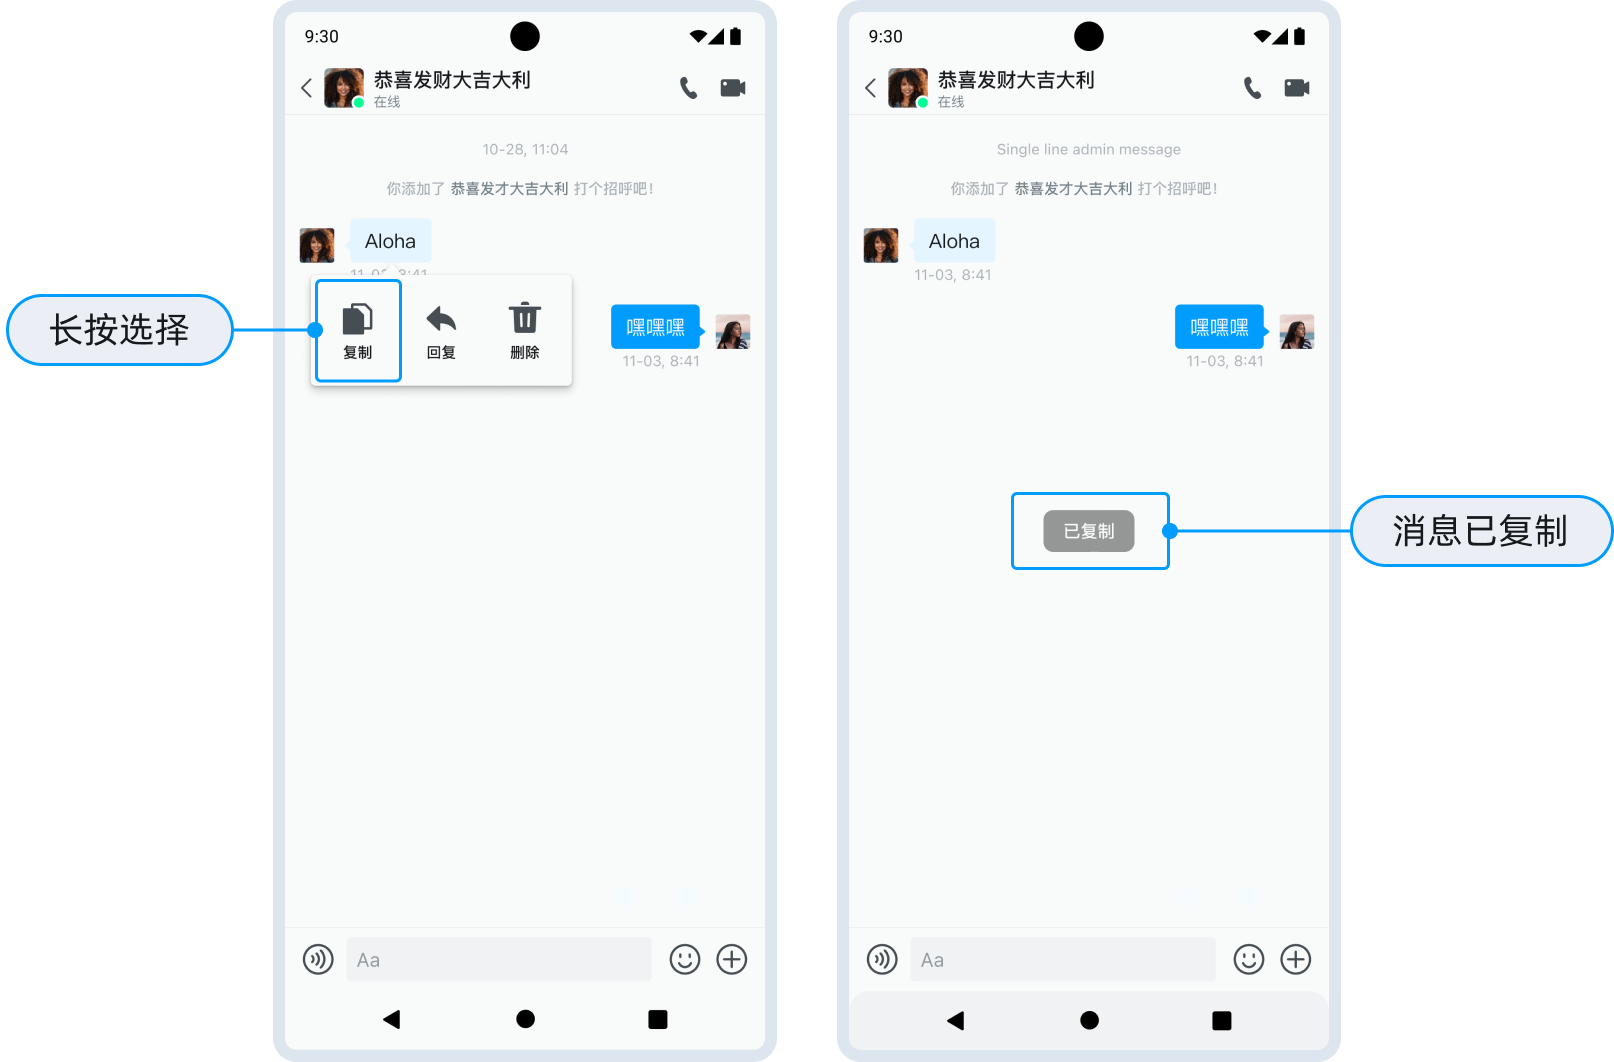 9:30
恭喜发财大吉大利
在线
10-28, 11:04
你添加了 恭喜发才大吉大利 打个招呼吧!
Aloha
11-03, 8:41
复制 回复 删除
嘿嘿嘿
11-03, 8:41
长按选择
Aa
9:30
恭喜发财大吉大利
在线
Single line admin message
你添加了 恭喜发才大吉大利 打个招呼吧!
Aloha
11-03, 8:41
嘿嘿嘿
11-03, 8:41
已复制
消息已复制
Aa